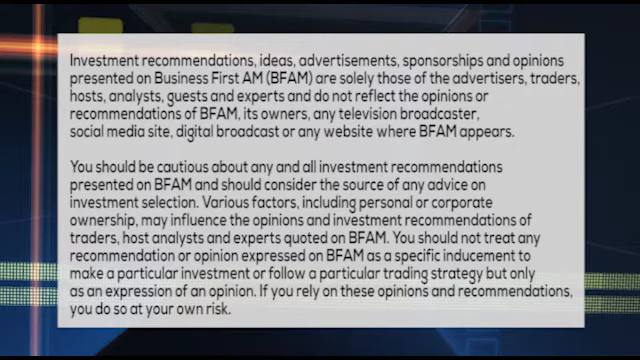 Investment recommendations, ideas, advertisements, sponsorships and opinions
presented on Business First AM (BFAM) are solely those of the advertisers, traders,
hosts, analysts, guests and experts and do not reflect the opinions or
recommendations of BFAM, its owners, any television broadcaster,
social media site, digital broadcast or any website where BFAM appears.
You should be cautious about any and all investment recommendations
presented on BFAM and should consider the source of any advice on
investment selection. Various factors, including personal or corporate
ownership, may influence the opinions and investment recommendations of
traders, host analysts and experts quoted on BFAM. You should not treat any
recommendation or opinion expressed on BFAM as a specific inducement to
make a particular investment or follow a particular trading strategy but only
as an expression of an opinion. If you rely on these opinions and recommendations,
you do so at your own risk.